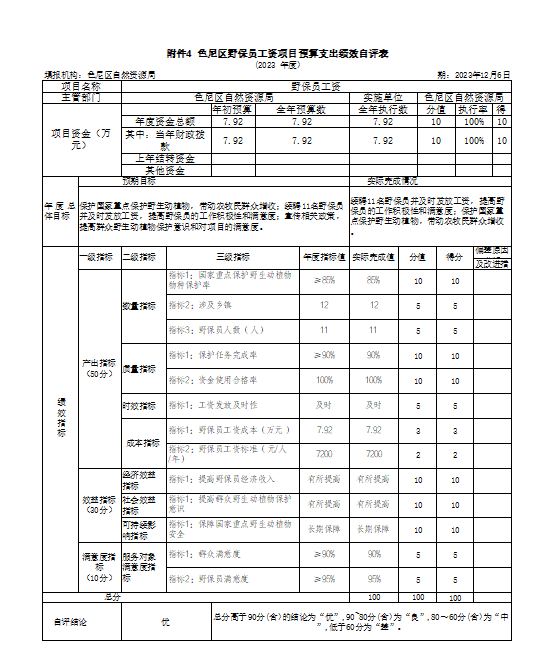 附件4 色尼区野保员工资项目预算支出绩效自评表
(2023 年度)
填报机构：色尼区自然资源局 期：2023年12月6日
项目名称 野保员工资
主管部门 色尼区自然资源局 实施单位 色尼区自然资源局
项目资金（万元） 年初预算 全年预算数 全年执行数 分值 执行率 得
年度资金总额 7.92 7.92 7.92 10 100% 10
其中：当年财政拨款 7.92 7.92 7.92 10 100% 10
上年结转资金
其他资金
年度总体目标 预期目标 实际完成情况
保护国家重点保护野生动植物，带动农牧民群众增收；续聘11名野保员并及时发放工资，提高野保员的工作积极性和满意度；宣传相关政策，提高群众野生动植物保护意识和对项目的满意度。
续聘11名野保员并及时发放工资，提高野保员的工作积极性和满意度；保护国家重点保护野生动植物，带动农牧民群众增收。
绩效指标 一级指标 二级指标 三级指标 年度指标值 实际完成值 分值 得分 偏差原因及改进措
产出指标（50分） 数量指标 指标1：国家重点保护野生动植物物种保护率 ≥85% 85% 10 10
指标2：涉及乡镇 12 12 5 5
指标3：野保员人数（人） 11 11 5 5
质量指标 指标1：保护任务完成率 ≥90% 90% 10 10
指标2：资金使用合格率 100% 100% 10 10
时效指标 指标1：工资发放及时性 及时 及时 5 5
成本指标 指标1：野保员工资成本（万元） 7.92 7.92 3 3
指标2：野保员工资标准（元/人/年） 7200 7200 2 2
效益指标（30分） 经济效益指标 指标1：提高野保员经济收入 有所提高 有所提高 10 10
社会效益指标 指标1：提高群众野生动植物保护意识 有所提高 有所提高 10 10
可持续影响指标 指标1：保障国家重点野生动植物安全 长期保障 长期保障 10 10
满意度指标（10分） 服务对象满意度指标 指标1：群众满意度 ≥90% 90% 5 5
指标2：野保员满意度 ≥95% 95% 5 5
总分 100 100 100
自评结论 优 总分高于90分(含)的结论为“优”,90~80分(含)为“良”,80～60分(含)为“中”,低于60分为“差”。